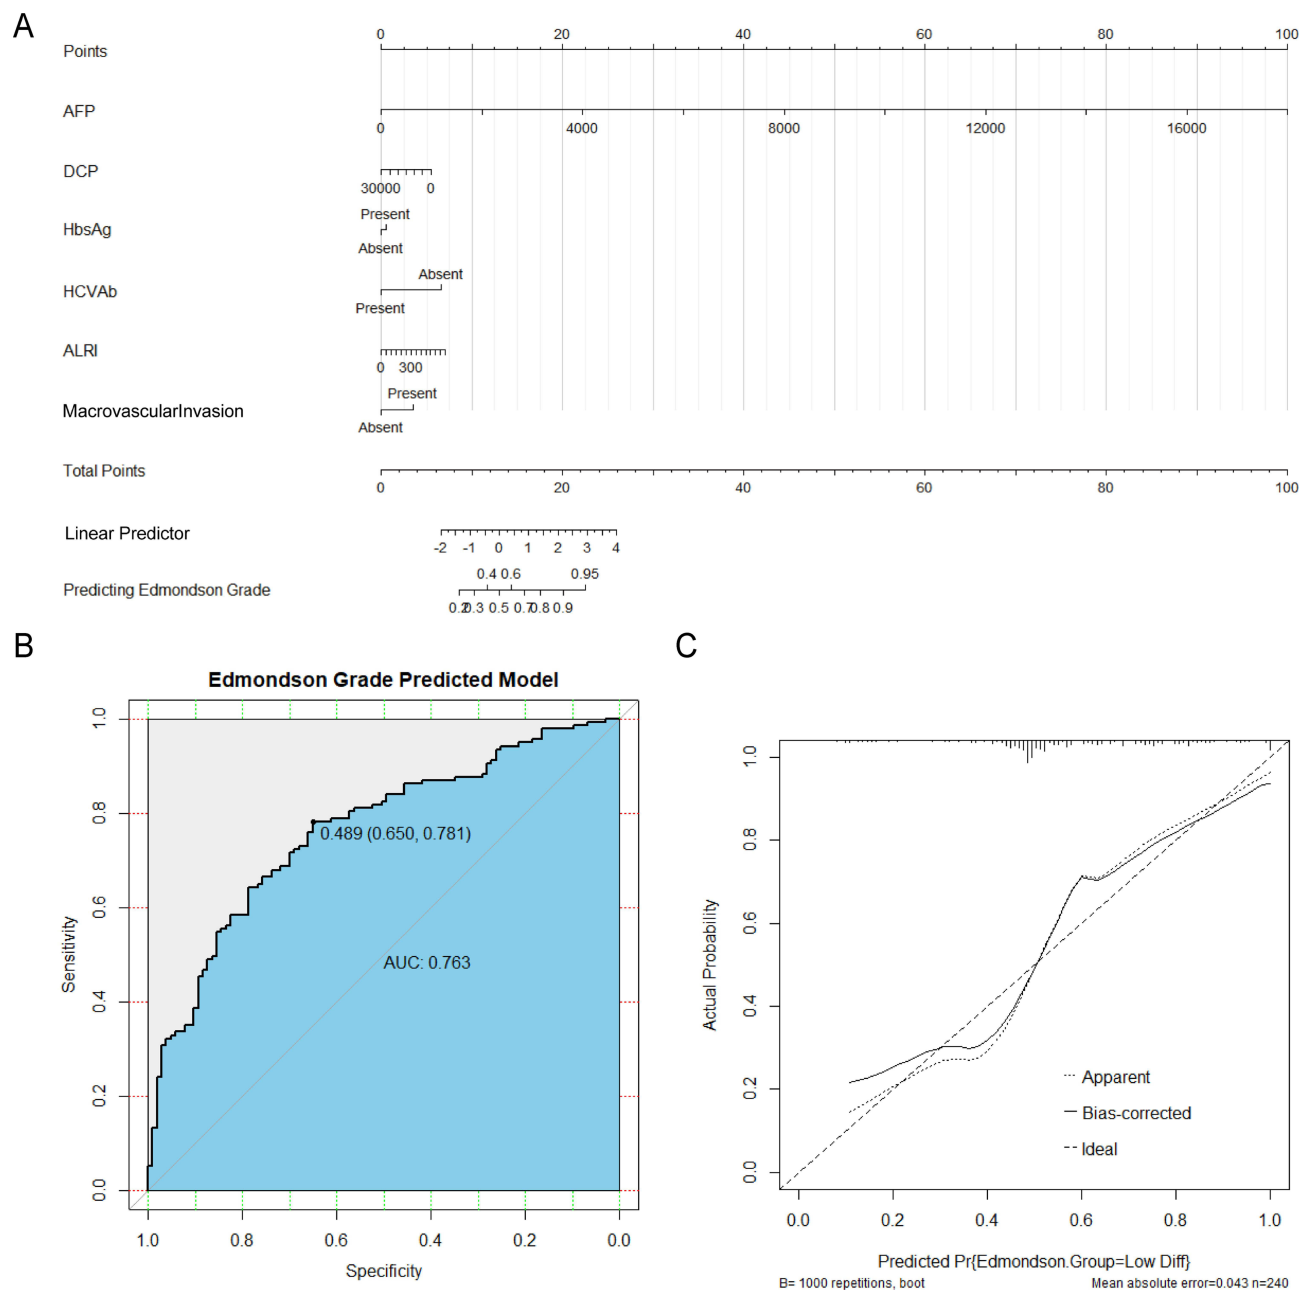 A
Points
0 20 40 60 80 100
AFP
0 4000 8000 12000 16000
DCP
30000 0
Present
HbsAg
Absent
Absent
HCVAb
Present
ALRI
0 300
Present
MacrovascularInvasion
Absent
Total Points
0 20 40 60 80 100
Linear Predictor
-2 -1 0 1 2 3 4
0.4 0.6 0.95
Predicting Edmondson Grade
0.2 0.3 0.5 0.7 0.8 0.9
B
Edmondson Grade Predicted Model
1.0
0.8
0.6
0.4
0.2
0.0
Sensitivity
0.489 (0.650, 0.781)
AUC: 0.763
1.0 0.8 0.6 0.4 0.2 0.0
Specificity
C
1.0
0.8
0.6
0.4
0.2
0.0
Actual Probability
Apparent
Bias-corrected
Ideal
0.0 0.2 0.4 0.6 0.8 1.0
Predicted Pr{Edmondson.Group=Low Diff}
B= 1000 repetitions, boot
Mean absolute error=0.043 n=240